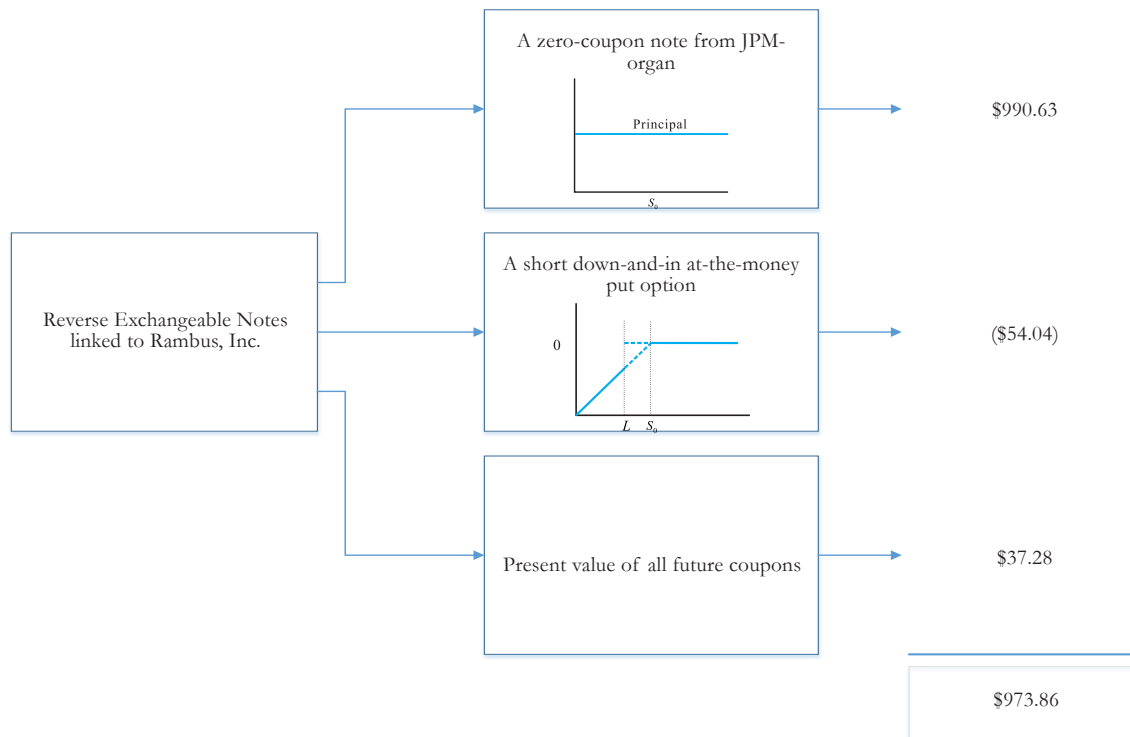 A zero-coupon note from JPM-
organ
Principal
S₀
$990.63
Reverse Exchangeable Notes
linked to Rambus, Inc.
A short down-and-in at-the-money
put option
0
L S₀
($54.04)
Present value of all future coupons
$37.28
$973.86